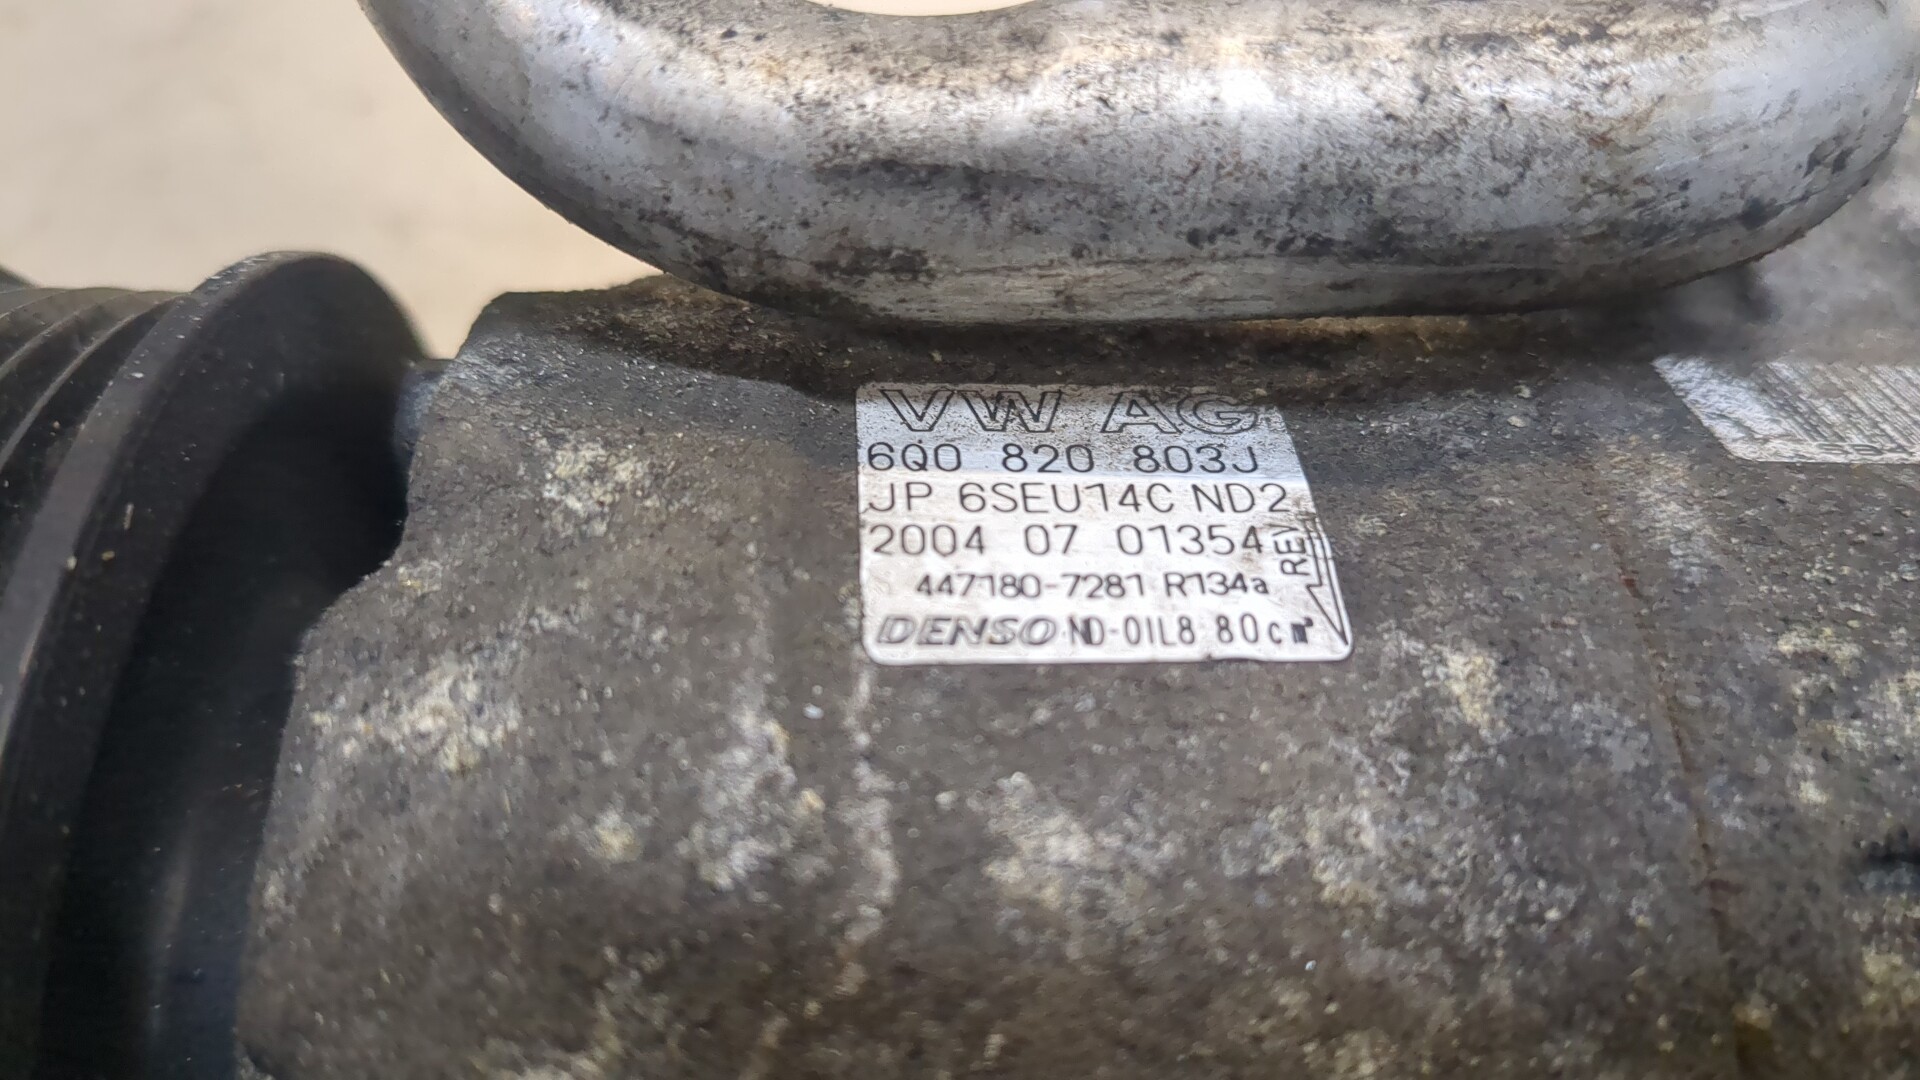 VW AG
6Q0 820 803J
JP 6SEU14C ND2
2004 07 01354
REV
447180-7281 R134a
DENSO ND-OIL8 80cm³